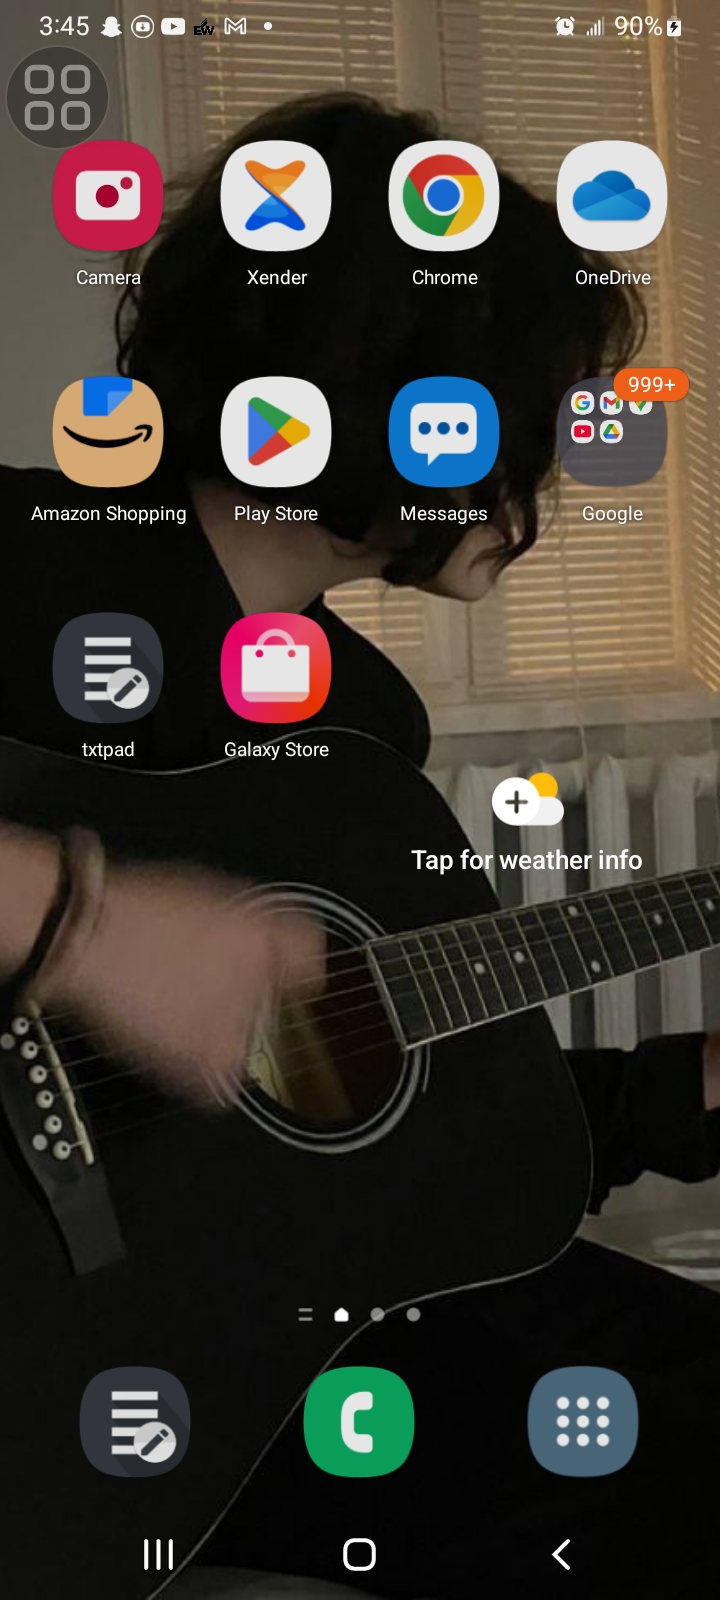 3:45
EW
90%
Camera
Xender
Chrome
OneDrive
999+
Amazon Shopping
Play Store
Messages
Google
txtpad
Galaxy Store
Tap for weather info